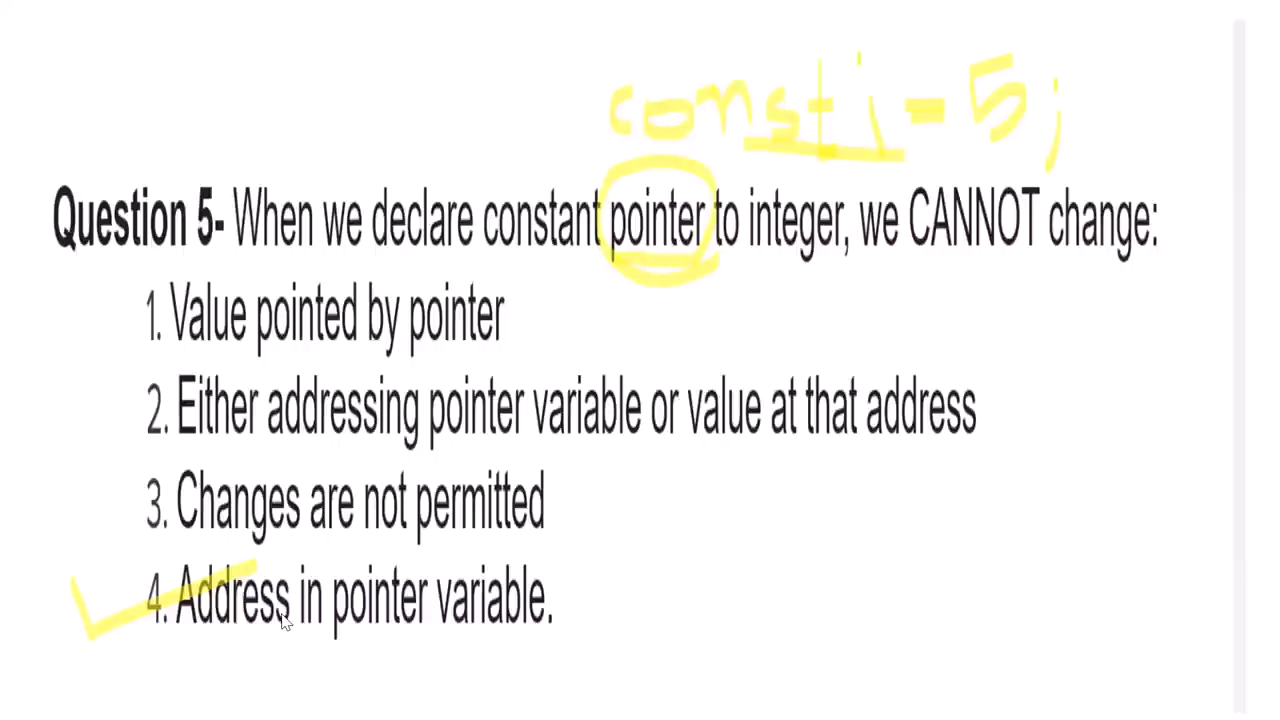 const i = 5;
Question 5- When we declare constant pointer to integer, we CANNOT change:
1. Value pointed by pointer
2. Either addressing pointer variable or value at that address
3. Changes are not permitted
4. Address in pointer variable.